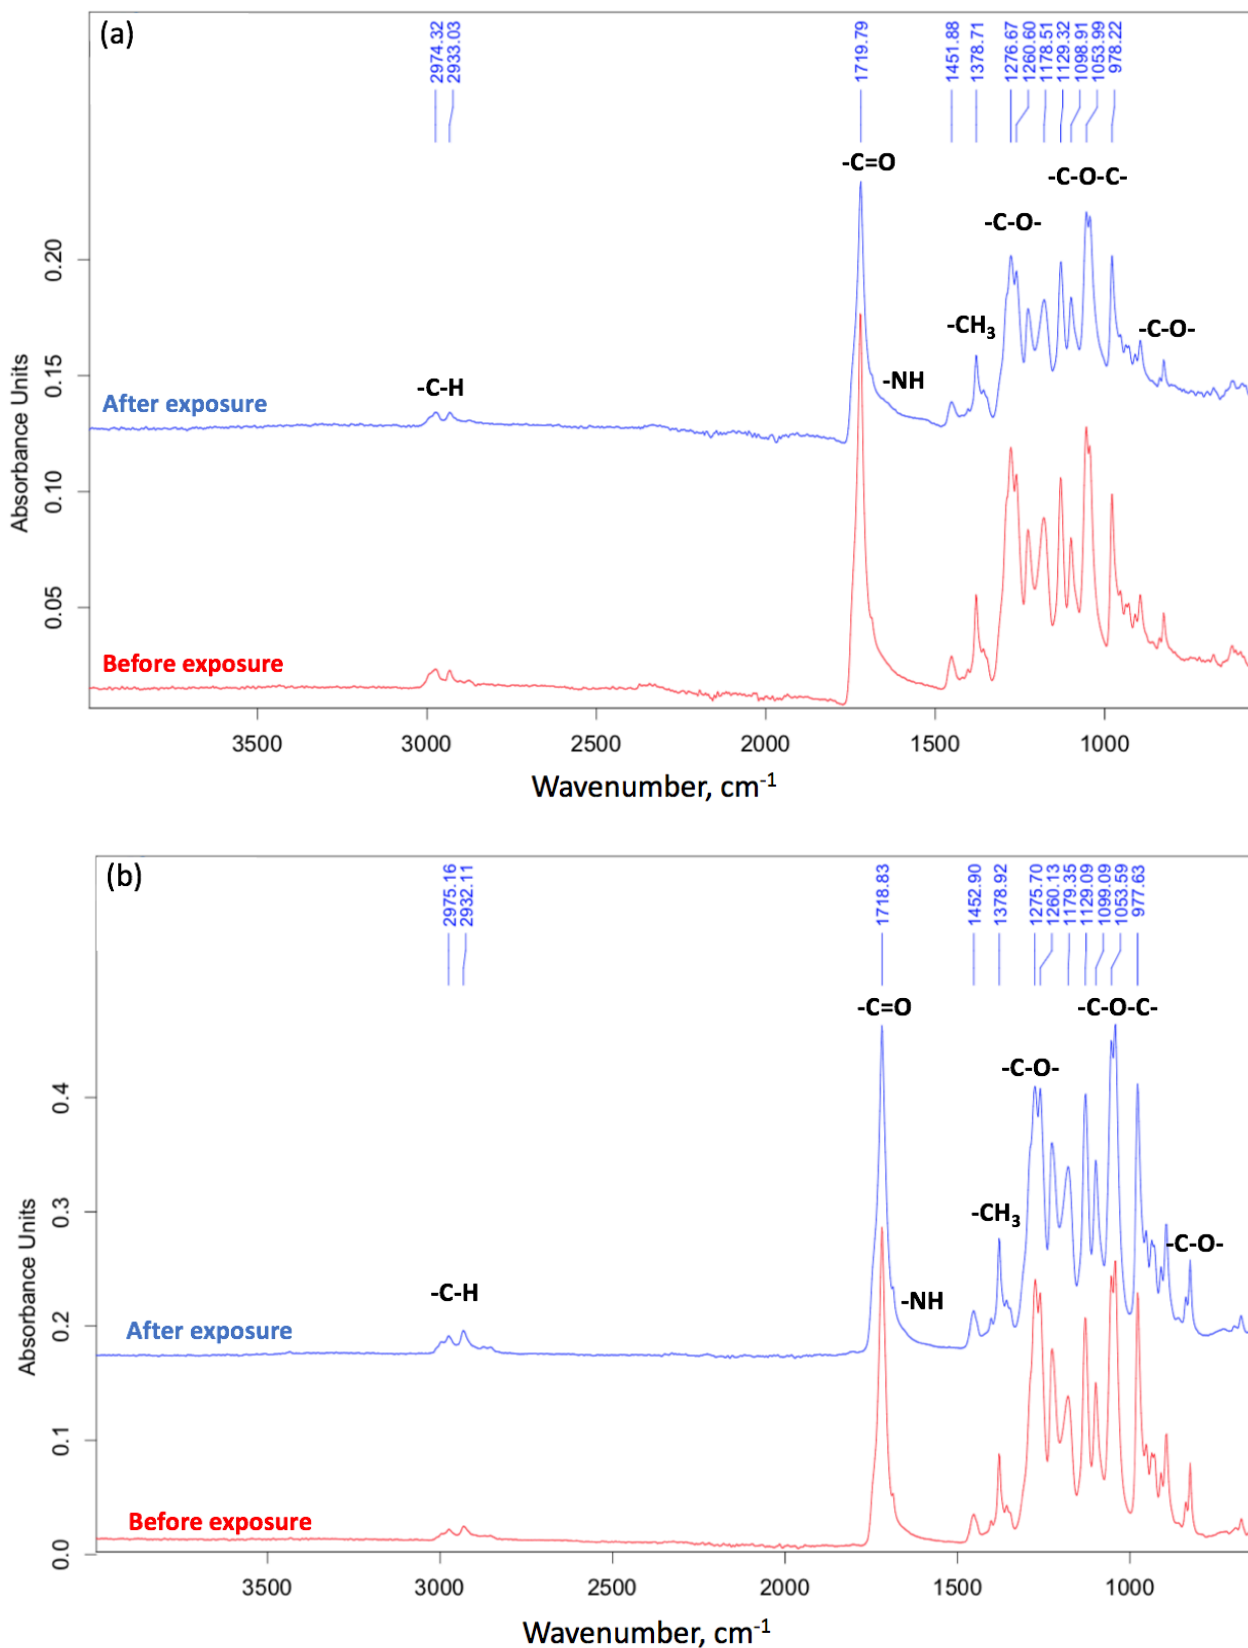 (a)
2974.32
2933.03
1719.79
1451.88
1378.71
1276.67
1260.60
1178.51
1129.32
1098.91
1053.99
978.22
-C=O
-C-O-C-
-C-O-
-CH3
-C-O-
-NH
-C-H
After exposure
Before exposure
Absorbance Units
0.20
0.15
0.10
0.05
3500 3000 2500 2000 1500 1000
Wavenumber, cm-1
(b)
2975.16
2932.11
1718.83
1452.90
1378.92
1275.70
1260.13
1179.35
1129.09
1099.09
1053.59
977.63
-C=O
-C-O-C-
-C-O-
-CH3
-C-O-
-NH
-C-H
After exposure
Before exposure
Absorbance Units
0.4
0.3
0.2
0.1
0.0
3500 3000 2500 2000 1500 1000
Wavenumber, cm-1